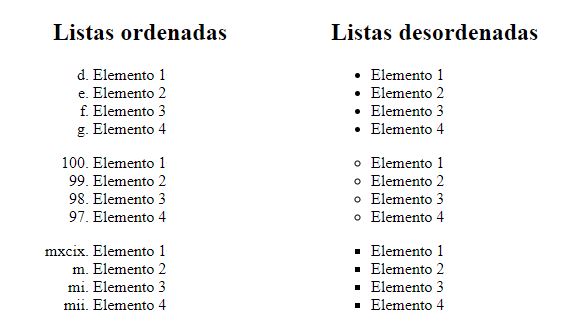 Listas ordenadas
d. Elemento 1
e. Elemento 2
f. Elemento 3
g. Elemento 4
100. Elemento 1
99. Elemento 2
98. Elemento 3
97. Elemento 4
mxcix. Elemento 1
m. Elemento 2
mi. Elemento 3
mii. Elemento 4
Listas desordenadas
• Elemento 1
• Elemento 2
• Elemento 3
• Elemento 4
○ Elemento 1
○ Elemento 2
○ Elemento 3
○ Elemento 4
▪ Elemento 1
▪ Elemento 2
▪ Elemento 3
▪ Elemento 4